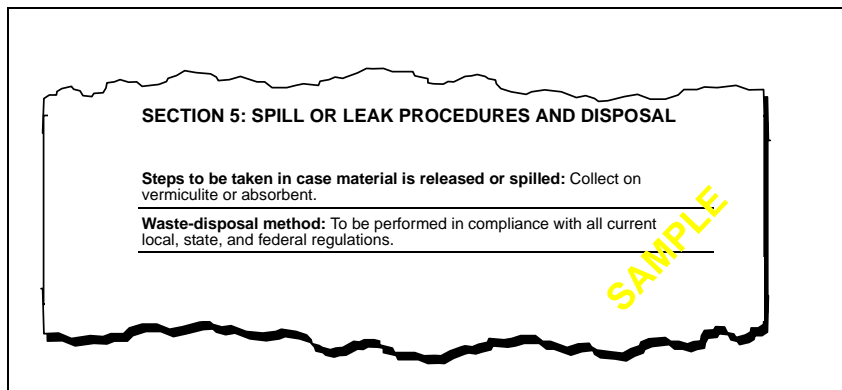 SECTION 5: SPILL OR LEAK PROCEDURES AND DISPOSAL
Steps to be taken in case material is released or spilled: Collect on
vermiculite or absorbent.
Waste-disposal method: To be performed in compliance with all current
local, state, and federal regulations.
SAMPLE